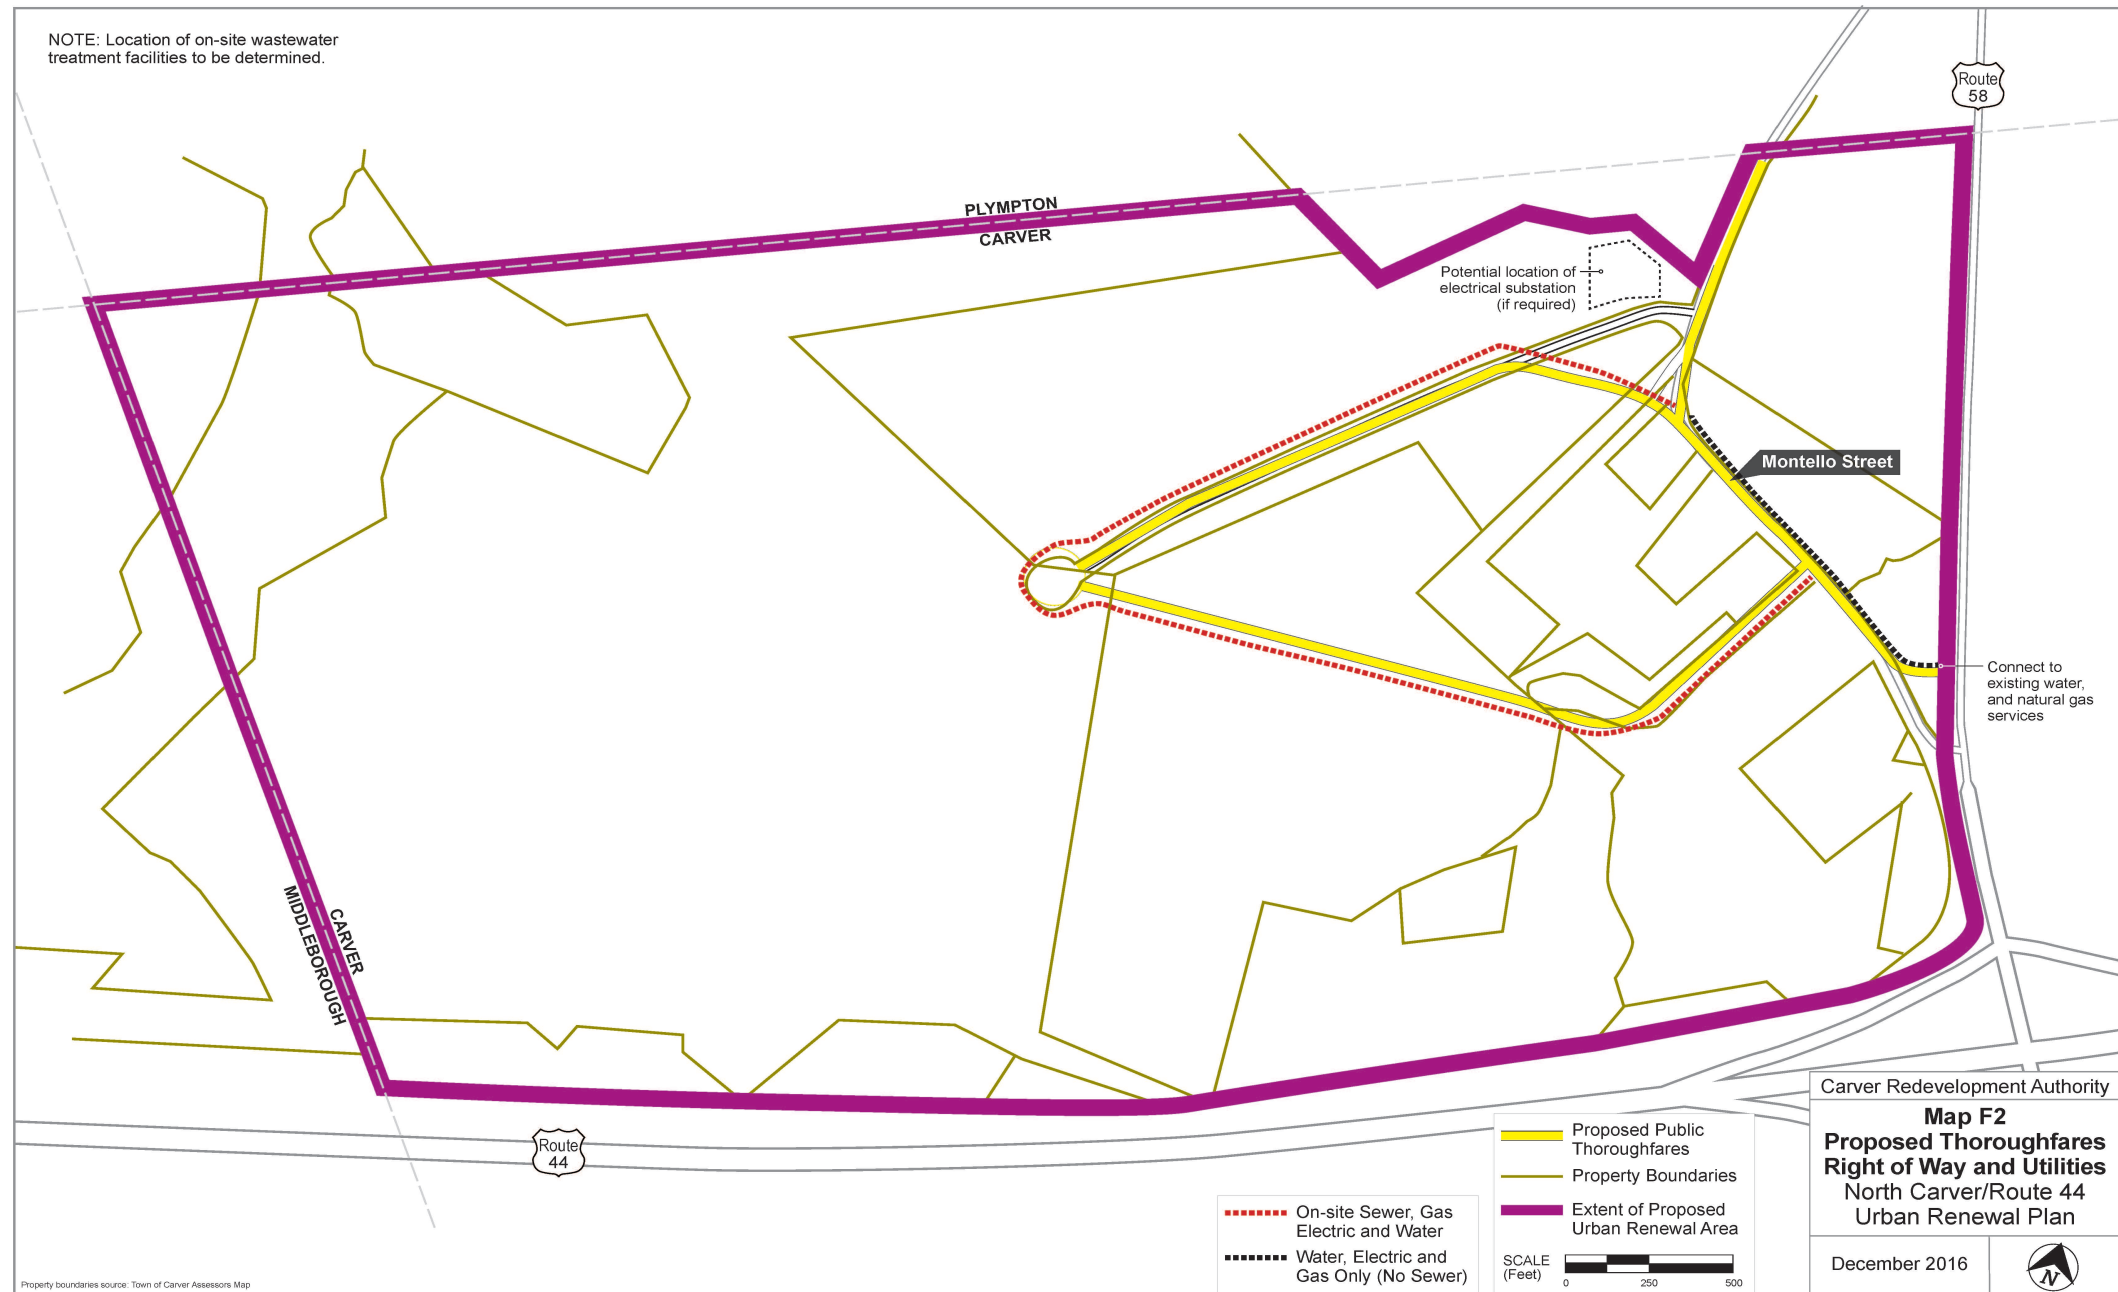 NOTE: Location of on-site wastewater
treatment facilities to be determined.
Route
58
PLYMPTON
CARVER
Potential location of
electrical substation
(if required)
Montello Street
Connect to
existing water,
and natural gas
services
CARVER
MIDDLEBOROUGH
Route
44
On-site Sewer, Gas
Electric and Water
Water, Electric and
Gas Only (No Sewer)
Proposed Public
Thoroughfares
Property Boundaries
Extent of Proposed
Urban Renewal Area
SCALE
(Feet)
0 250 500
Carver Redevelopment Authority
Map F2
Proposed Thoroughfares
Right of Way and Utilities
North Carver/Route 44
Urban Renewal Plan
December 2016
N
Property boundaries source: Town of Carver Assessors Map